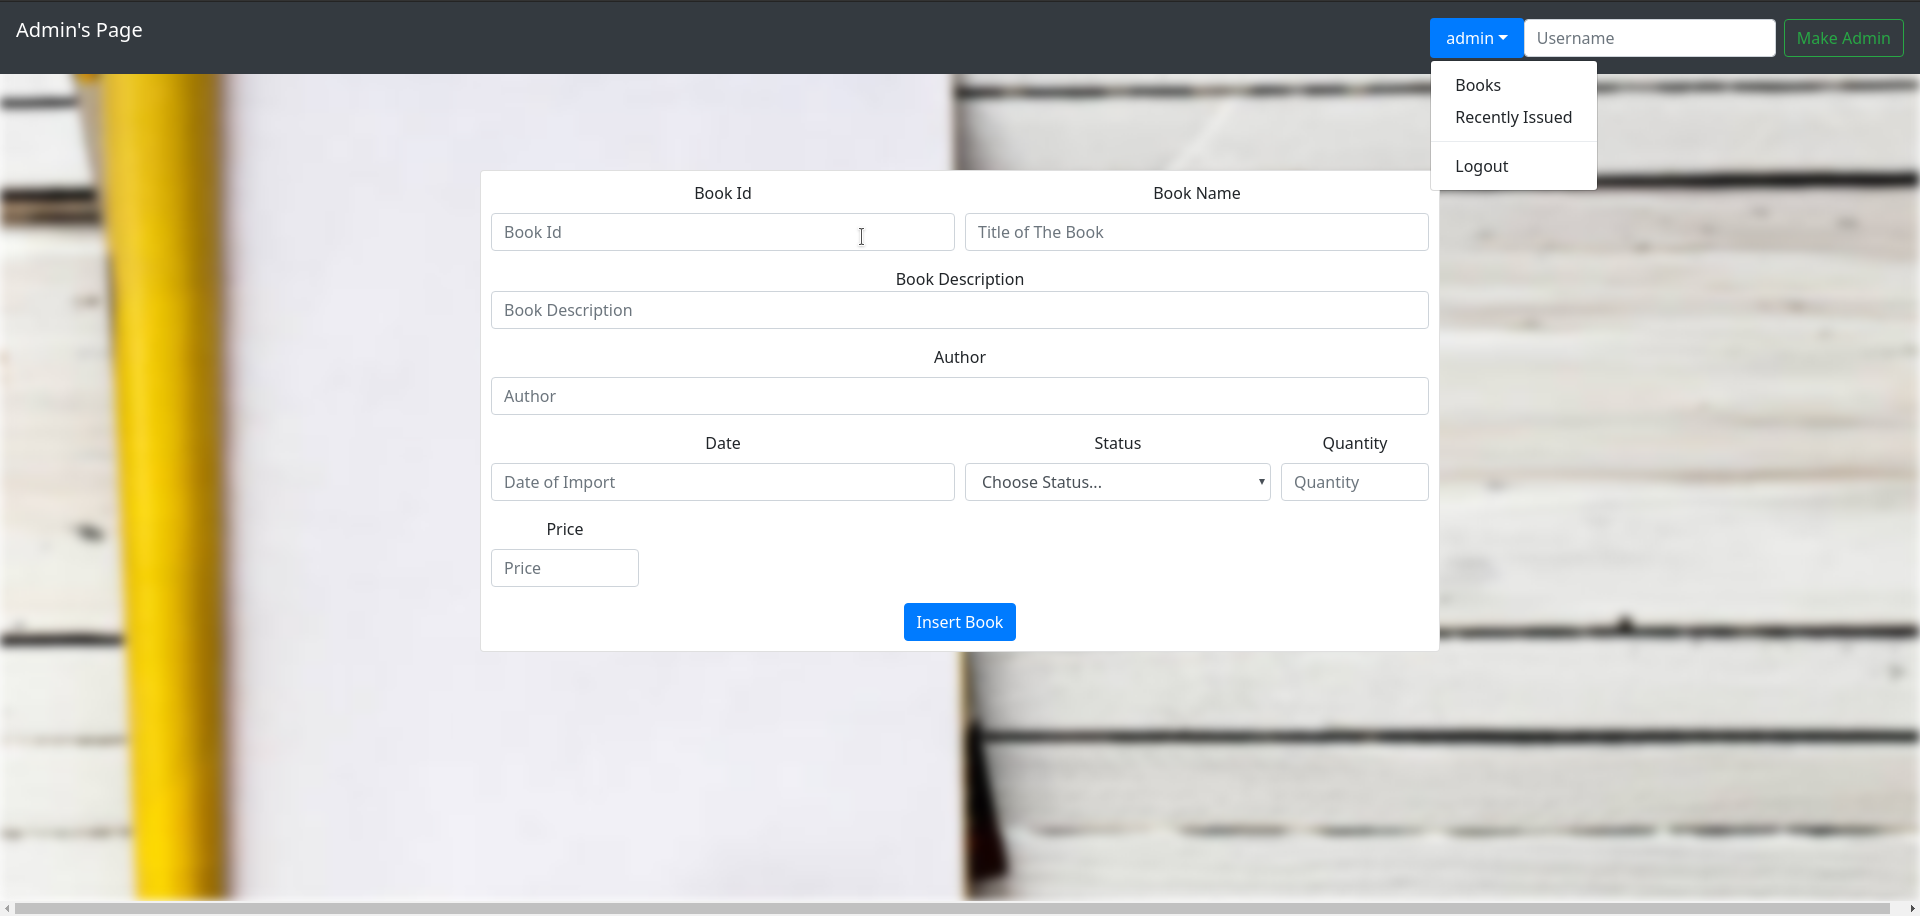 Admin's Page
admin
Username
Make Admin
Books
Recently Issued
Logout
Book Id
Book Name
Book Id
Title of The Book
Book Description
Book Description
Author
Author
Date
Status
Quantity
Date of Import
Choose Status...
Quantity
Price
Price
Insert Book